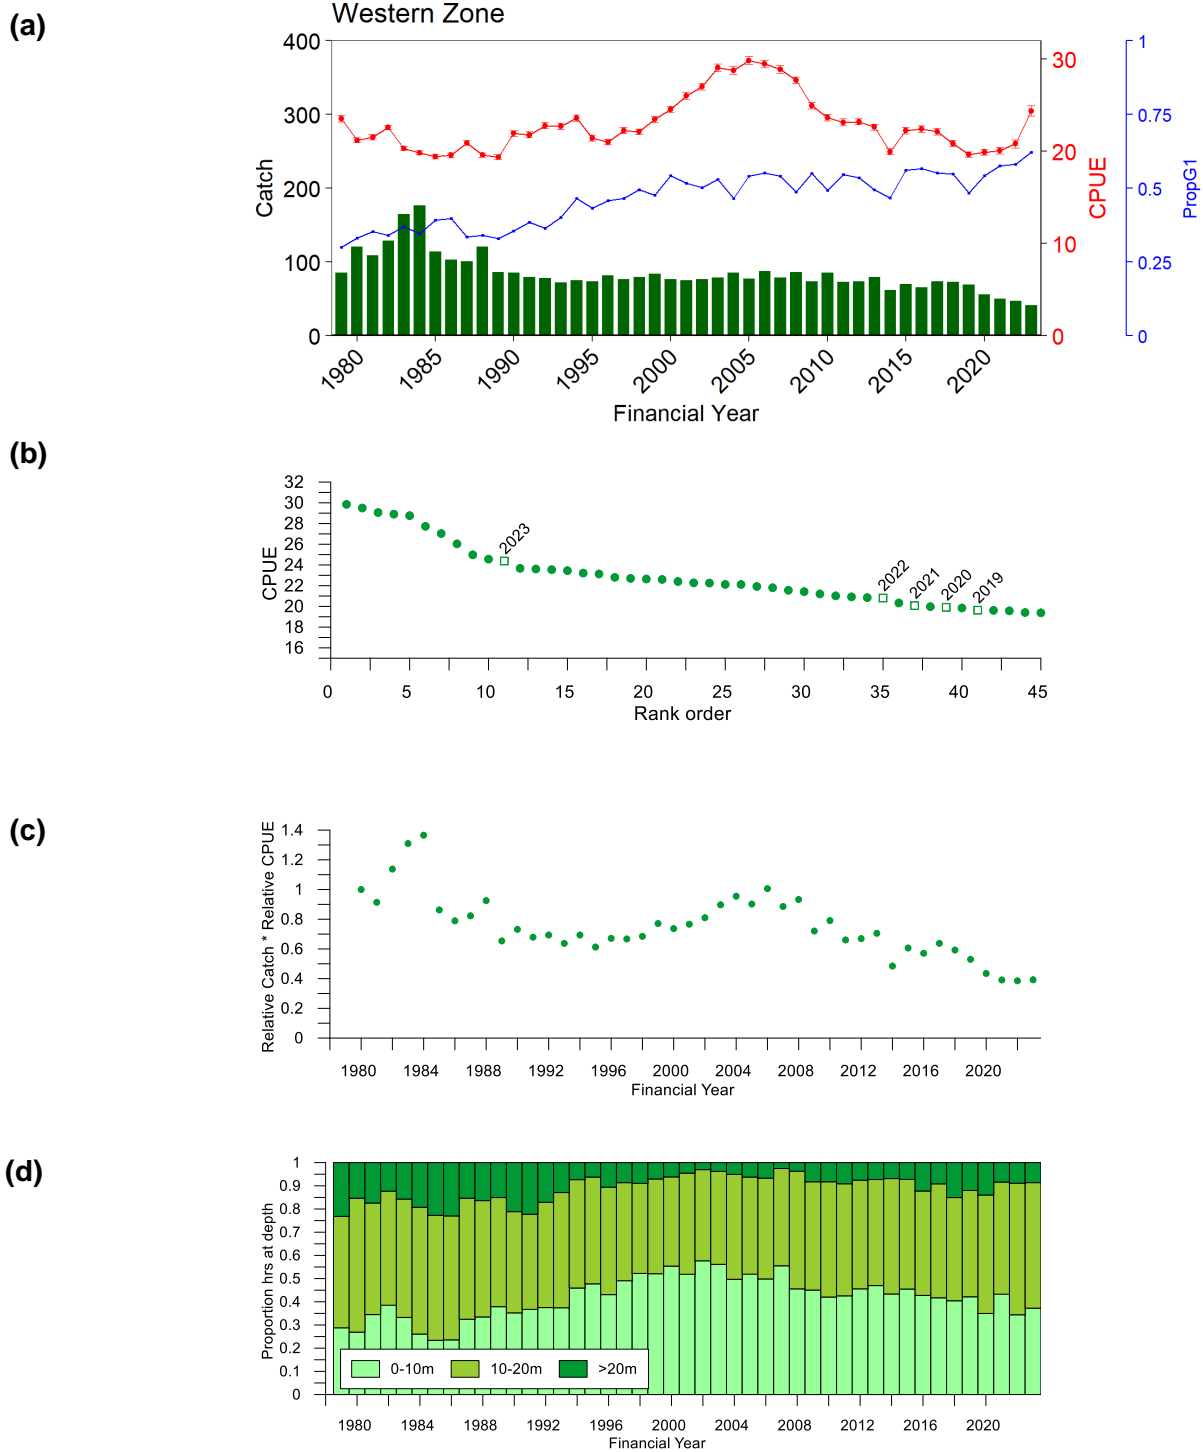 (a)
Western Zone
400
300
200
100
0
Catch
30
20
10
0
CPUE
1
0.75
0.5
0.25
0
PropG1
1980 1985 1990 1995 2000 2005 2010 2015 2020
Financial Year
(b)
32
30
28
26
24
22
20
18
16
CPUE
2023
2022
2021
2020
2019
0 5 10 15 20 25 30 35 40 45
Rank order
(c)
1.4
1.2
1
0.8
0.6
0.4
0.2
0
Relative Catch * Relative CPUE
1980 1984 1988 1992 1996 2000 2004 2008 2012 2016 2020
Financial Year
(d)
1
0.9
0.8
0.7
0.6
0.5
0.4
0.3
0.2
0.1
0
Proportion hrs at depth
0-10m 10-20m >20m
1980 1984 1988 1992 1996 2000 2004 2008 2012 2016 2020
Financial Year